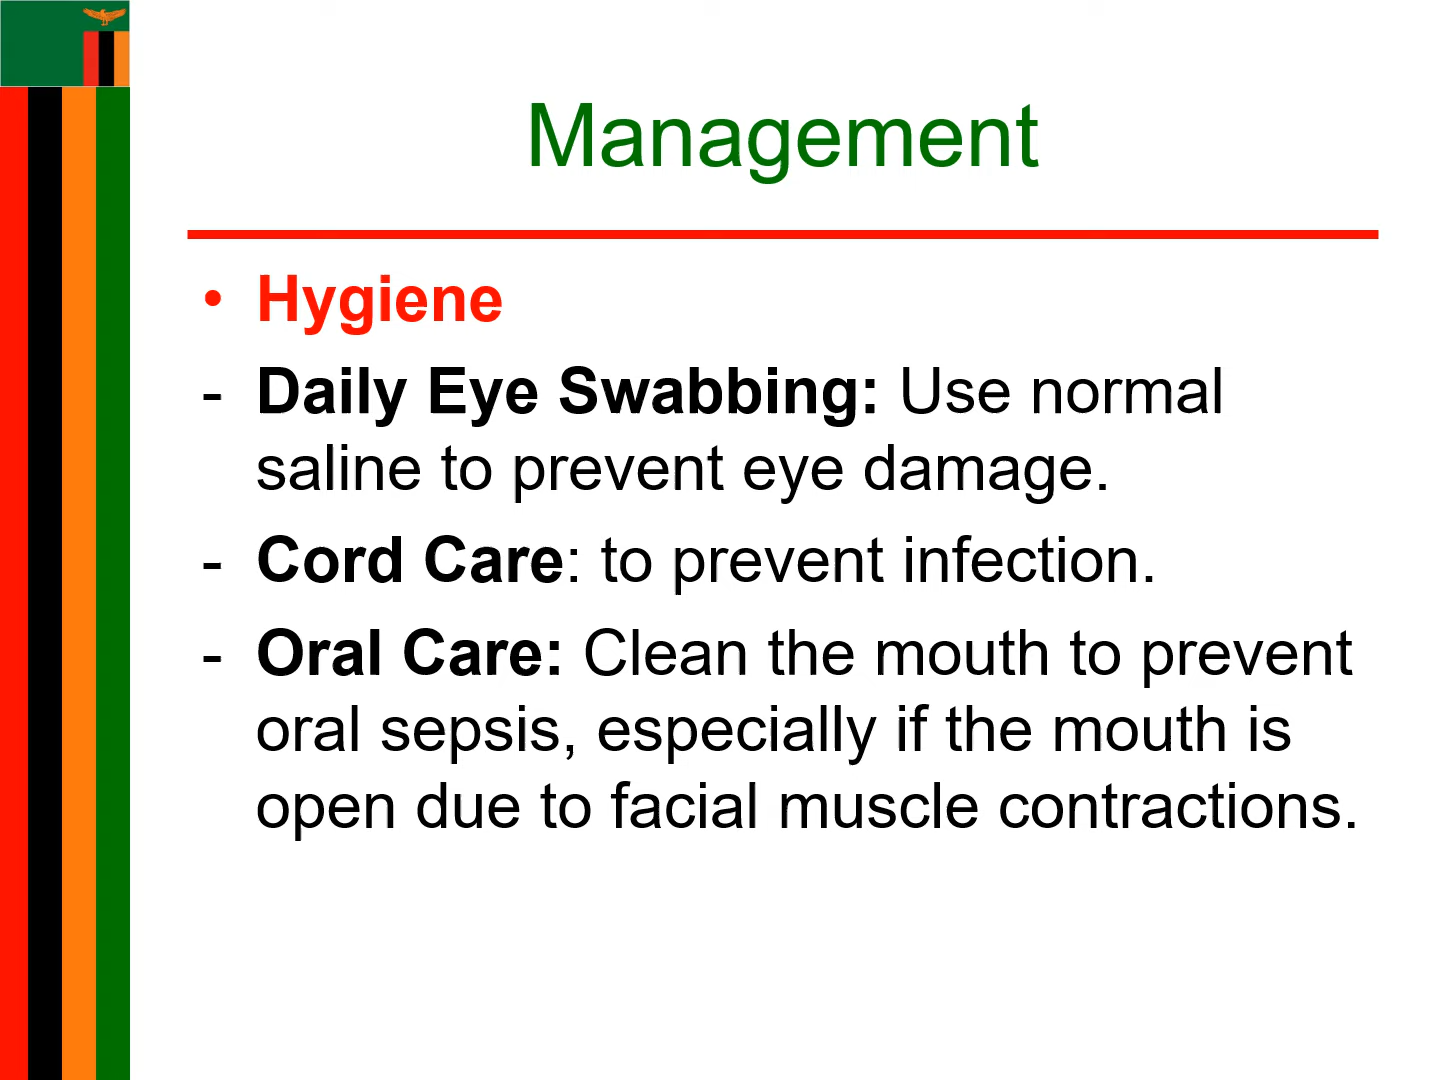 Management
• Hygiene
- Daily Eye Swabbing: Use normal
saline to prevent eye damage.
- Cord Care: to prevent infection.
- Oral Care: Clean the mouth to prevent
oral sepsis, especially if the mouth is
open due to facial muscle contractions.